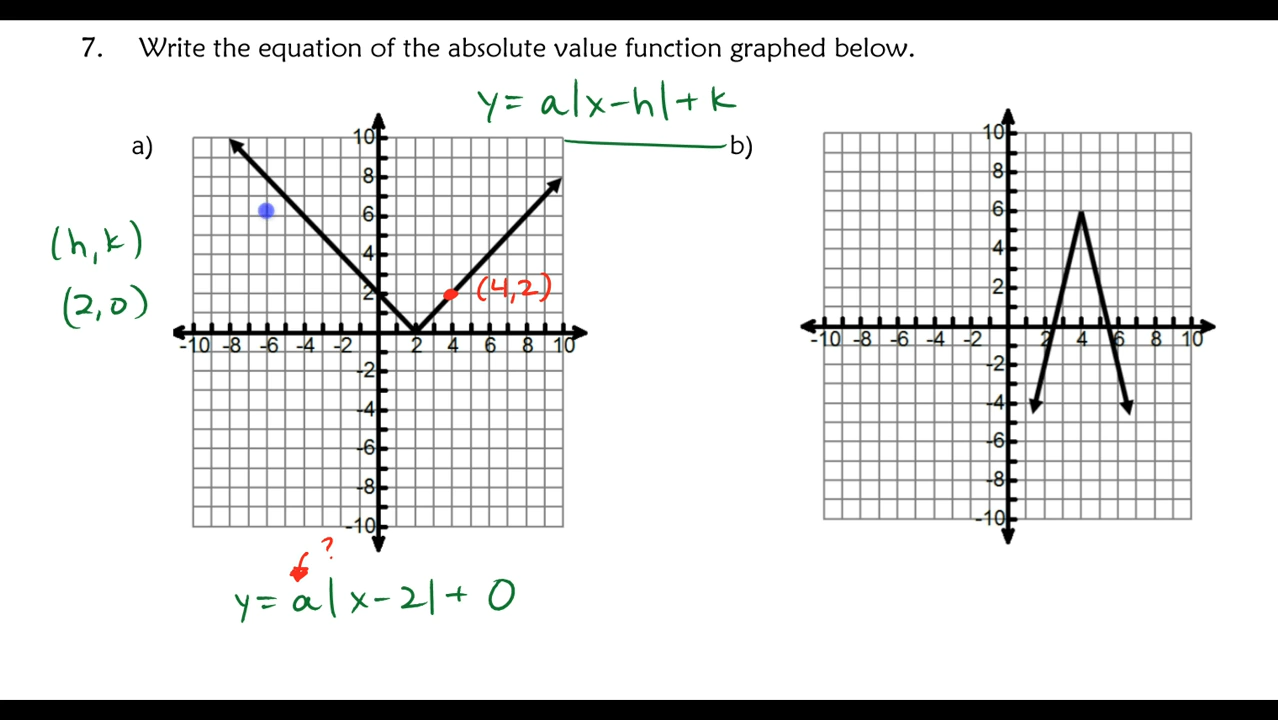 7. Write the equation of the absolute value function graphed below.
y = a|x-h| + k
a)
b)
(h,k)
(2,0)
10
8
6
4
2
-10 -8 -6 -4 -2 2 4 6 8 10
-2
-4
-6
-8
-10
(4,2)
10
8
6
4
2
-10 -8 -6 -4 -2 2 4 6 8 10
-2
-4
-6
-8
-10
?
y = a|x-2| + 0